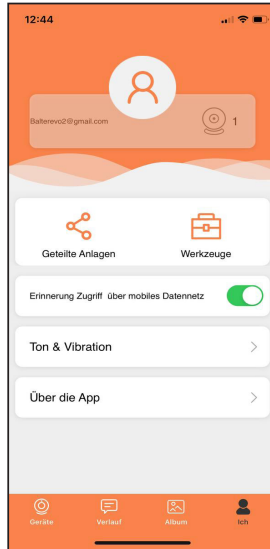 12:44
Balterevo2@gmail.com
1
Geteilte Anlagen
Werkzeuge
Erinnerung Zugriff über mobiles Datennetz
Ton & Vibration
Über die App
Geräte
Verlauf
Album
Ich